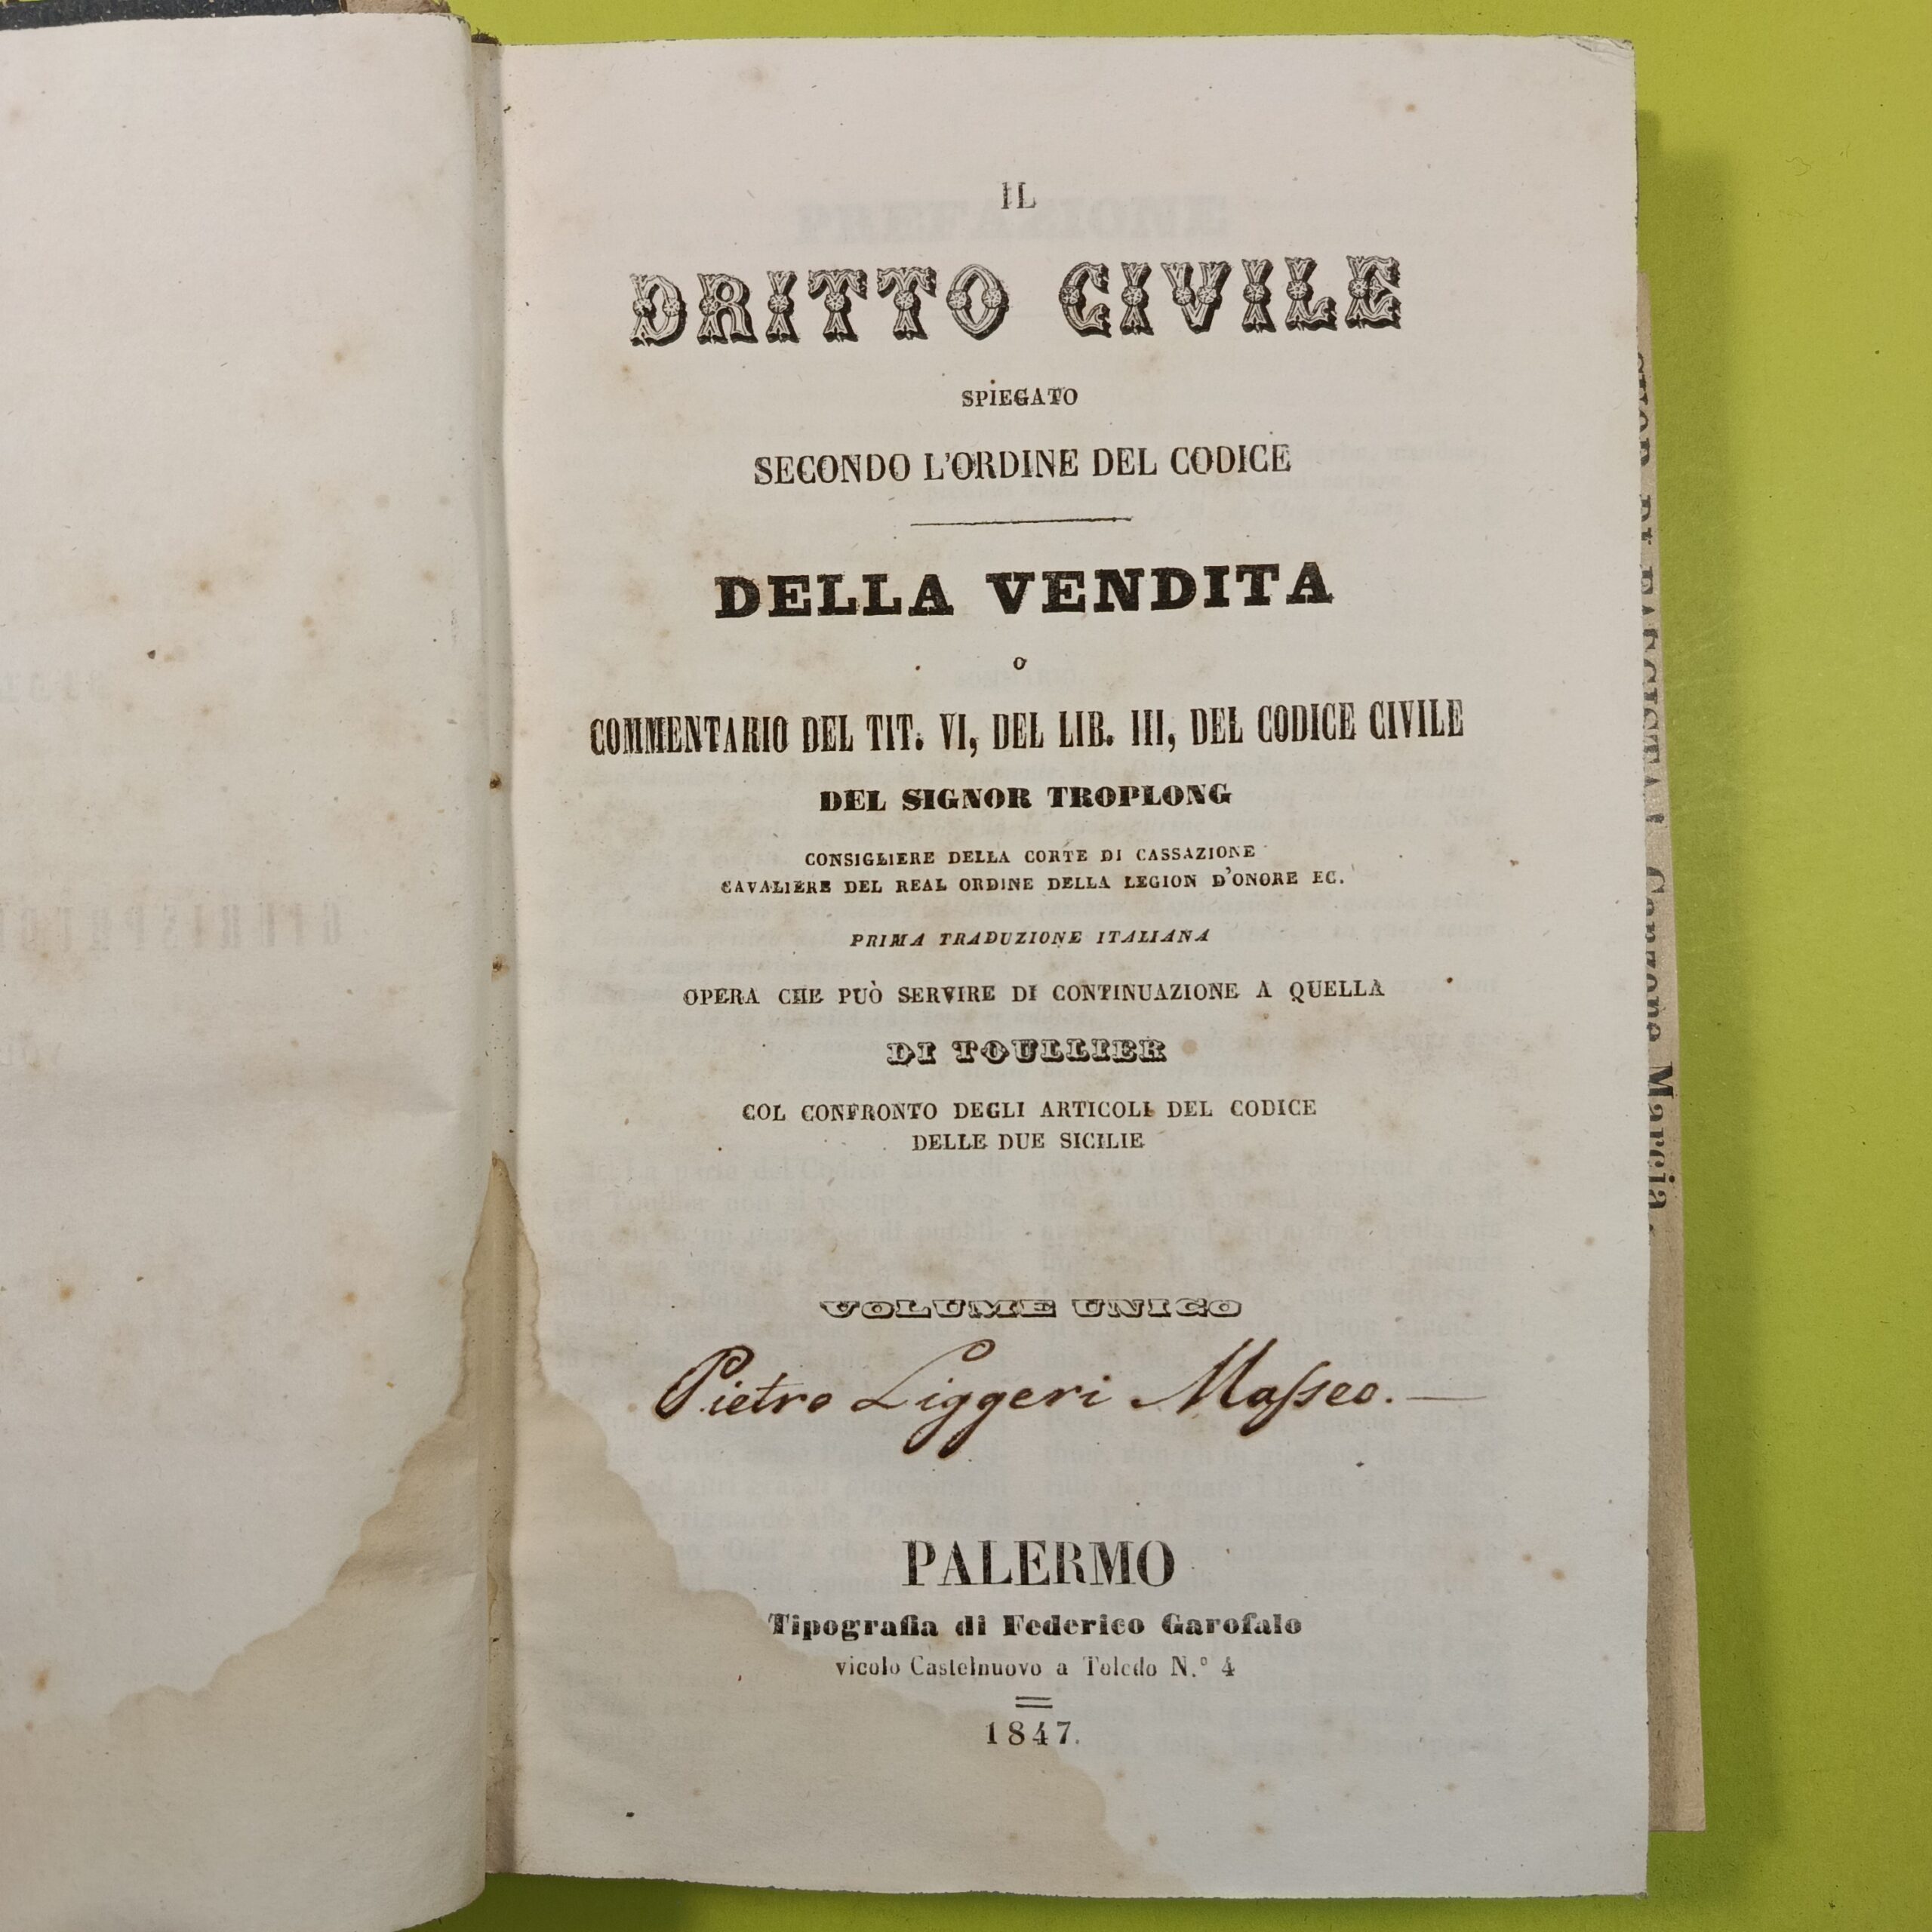 IL
DRITTO CIVILE
SPIEGATO
SECONDO L'ORDINE DEL CODICE
DELLA VENDITA
O
COMMENTARIO DEL TIT. VI, DEL LIB. III, DEL CODICE CIVILE
DEL SIGNOR TROPLONG
CONSIGLIERE DELLA CORTE DI CASSAZIONE
CAVALIERE DEL REAL ORDINE DELLA LEGION D'ONORE EC.
PRIMA TRADUZIONE ITALIANA
OPERA CHE PUÒ SERVIRE DI CONTINUAZIONE A QUELLA
DI TOULLIER
COL CONFRONTO DEGLI ARTICOLI DEL CODICE
DELLE DUE SICILIE
VOLUME UNICO
Pietro Liggeri Masseo.
PALERMO
Tipografia di Federico Garofalo
vicolo Castelnuovo a Toledo N.° 4
1847.
Canzone Marcia